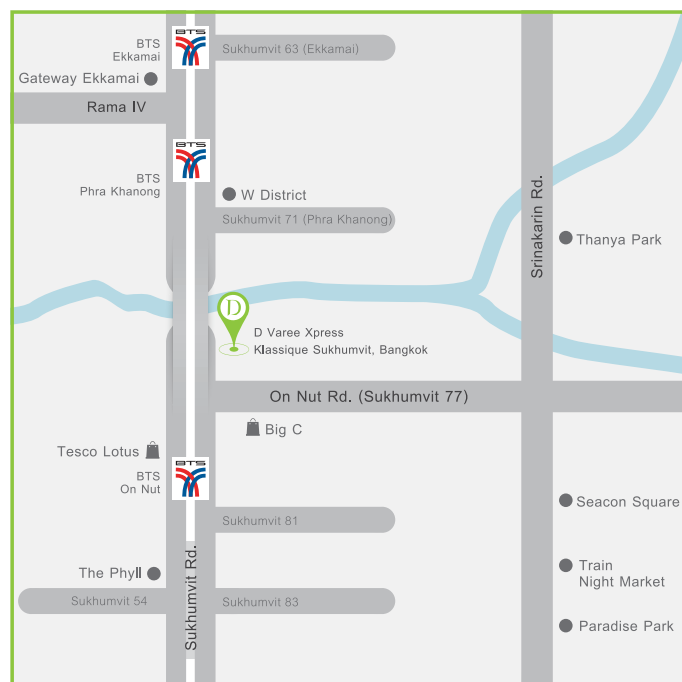 BTS
BTS
Ekkamai
Sukhumvit 63 (Ekkamai)
Gateway Ekkamai
Rama IV
BTS
BTS
Phra Khanong
W District
Sukhumvit 71 (Phra Khanong)
Srinakarin Rd.
Thanya Park
D
D Varee Xpress
Klassique Sukhumvit, Bangkok
On Nut Rd. (Sukhumvit 77)
Big C
Tesco Lotus
BTS
BTS
On Nut
Seacon Square
Sukhumvit 81
Sukhumvit Rd.
The Phyll
Train
Night Market
Sukhumvit 54
Sukhumvit 83
Paradise Park